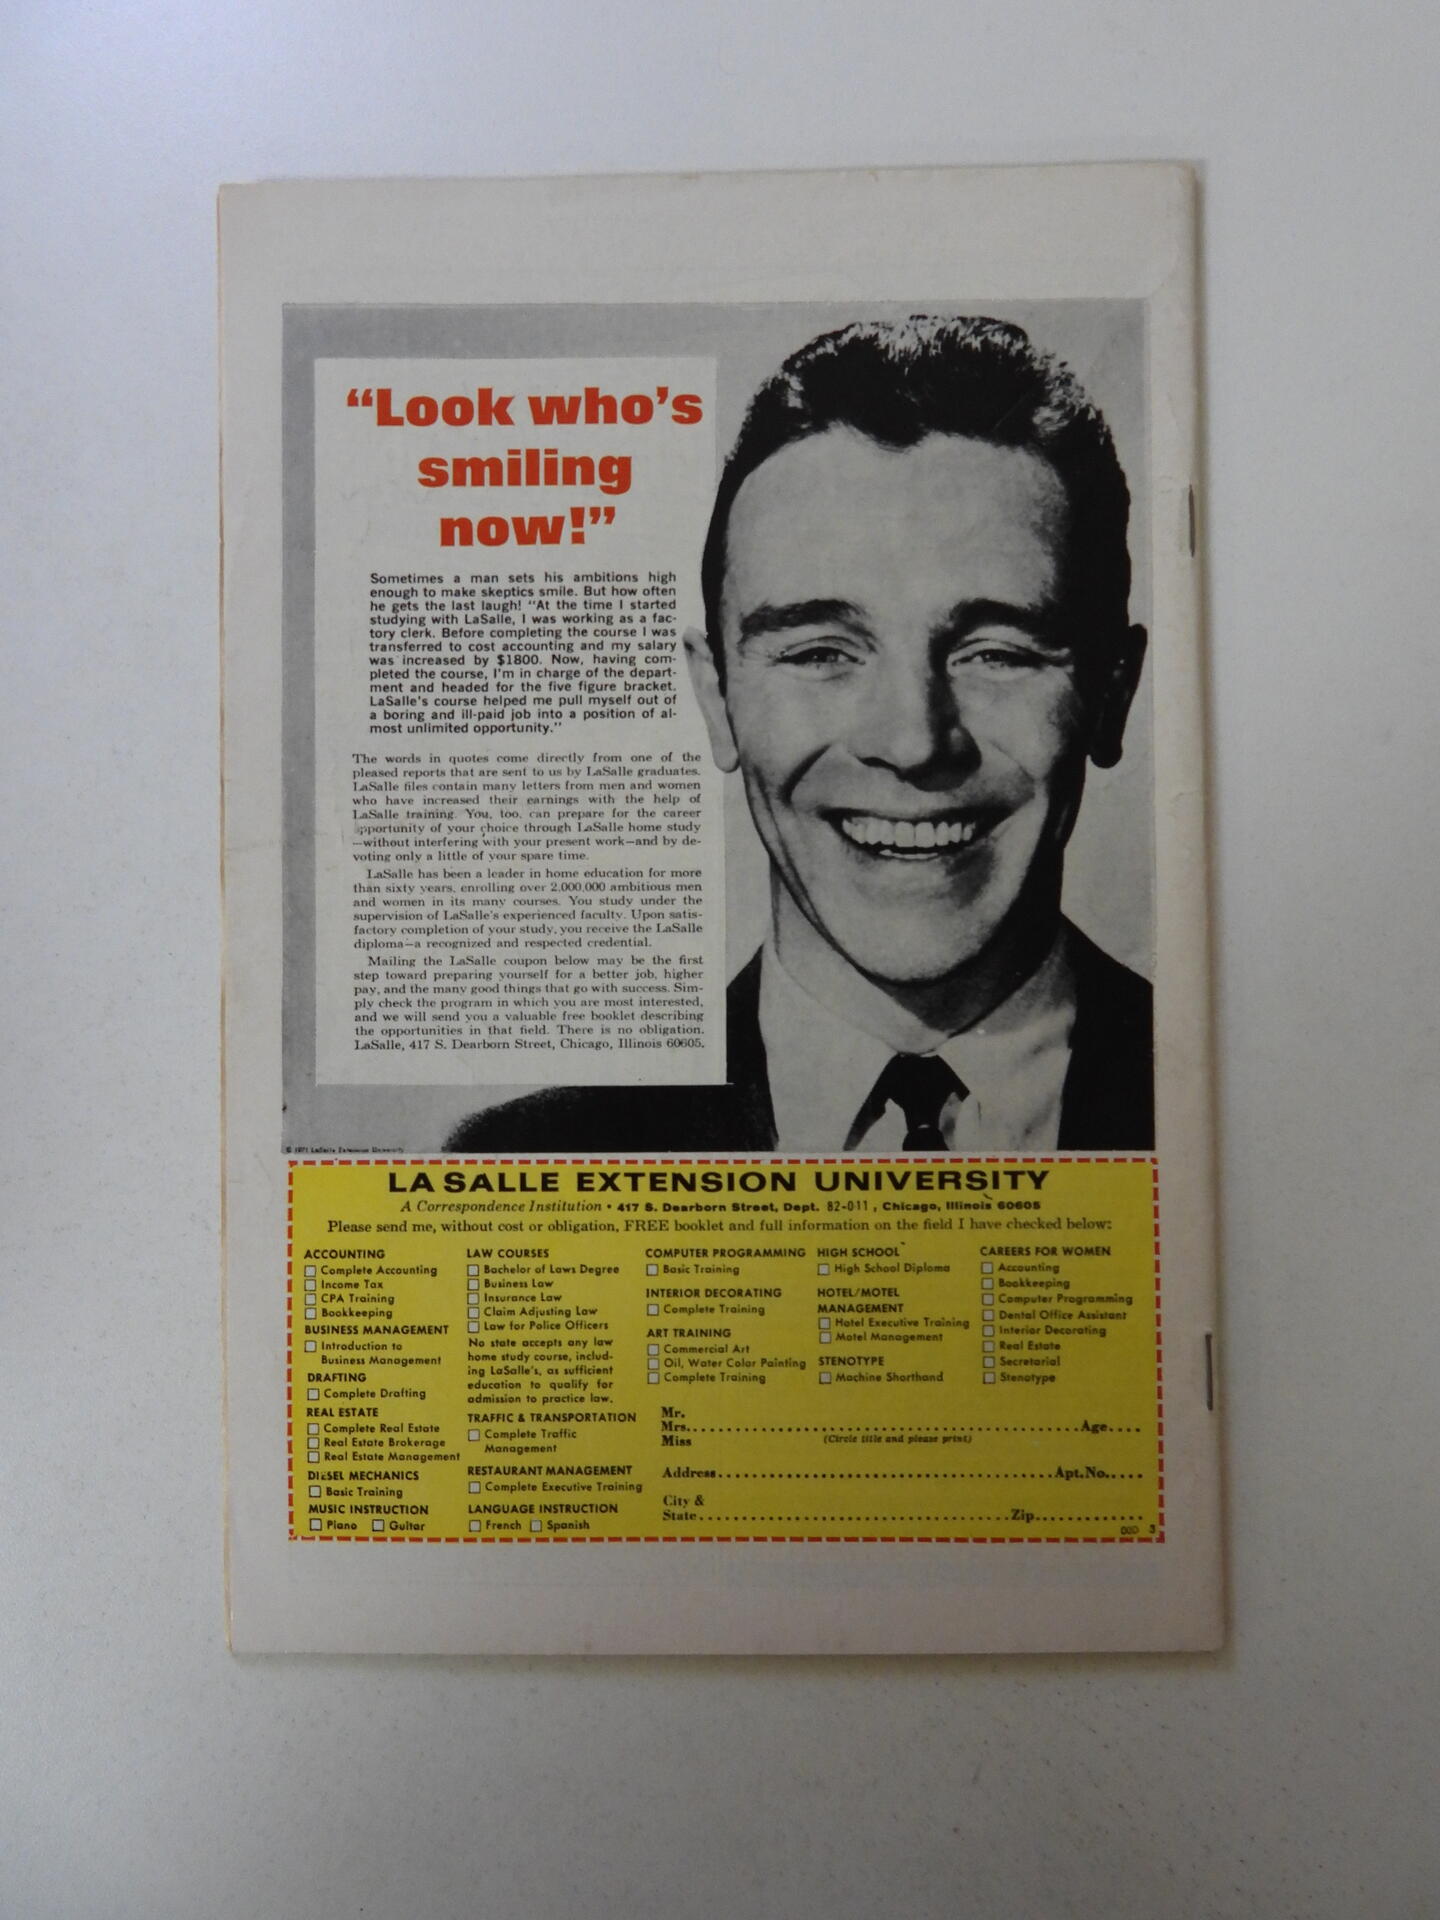 “Look who’s
smiling
now!”
Sometimes a man sets his ambitions high
enough to make skeptics smile. But how often
he gets the last laugh! "At the time I started
studying with LaSalle, I was working as a fac-
tory clerk. Before completing the course I was
transferred to cost accounting and my salary
was increased by $1800. Now, having com-
pleted the course, I'm in charge of the depart-
ment and headed for the five figure bracket.
LaSalle's course helped me pull myself out of
a boring and ill-paid job into a position of al-
most unlimited opportunity."
The words in quotes come directly from one of the
pleased reports that are sent to us by LaSalle graduates.
LaSalle files contain many letters from men and women
who have increased their earnings with the help of
LaSalle training. You, too, can prepare for the career
opportunity of your choice through LaSalle home study
—without interfering with your present work—and by de-
voting only a little of your spare time.
LaSalle has been a leader in home education for more
than sixty years, enrolling over 2,000,000 ambitious men
and women in its many courses. You study under the
supervision of LaSalle's experienced faculty. Upon satis-
factory completion of your study, you receive the LaSalle
diploma—a recognized and respected credential.
Mailing the LaSalle coupon below may be the first
step toward preparing yourself for a better job, higher
pay, and the many good things that go with success. Sim-
ply check the program in which you are most interested,
and we will send you a valuable free booklet describing
the opportunities in that field. There is no obligation.
LaSalle, 417 S. Dearborn Street, Chicago, Illinois 60605.
© 1971 LaSalle Extension University
LA SALLE EXTENSION UNIVERSITY
A Correspondence Institution • 417 S. Dearborn Street, Dept. 82-011, Chicago, Illinois 60605
Please send me, without cost or obligation, FREE booklet and full information on the field I have checked below:
ACCOUNTING
Complete Accounting
Income Tax
CPA Training
Bookkeeping
BUSINESS MANAGEMENT
Introduction to
Business Management
DRAFTING
Complete Drafting
REAL ESTATE
Complete Real Estate
Real Estate Brokerage
Real Estate Management
DIESEL MECHANICS
Basic Training
MUSIC INSTRUCTION
Piano Guitar
LAW COURSES
Bachelor of Laws Degree
Business Law
Insurance Law
Claim Adjusting Law
Law for Police Officers
No state accepts any law
home study course, includ-
ing LaSalle's, as sufficient
education to qualify for
admission to practice law.
TRAFFIC & TRANSPORTATION
Complete Traffic
Management
RESTAURANT MANAGEMENT
Complete Executive Training
LANGUAGE INSTRUCTION
French Spanish
COMPUTER PROGRAMMING
Basic Training
INTERIOR DECORATING
Complete Training
ART TRAINING
Commercial Art
Oil, Water Color Painting
Complete Training
HIGH SCHOOL
High School Diploma
HOTEL/MOTEL
MANAGEMENT
Hotel Executive Training
Motel Management
STENOTYPE
Machine Shorthand
CAREERS FOR WOMEN
Accounting
Bookkeeping
Computer Programming
Dental Office Assistant
Interior Decorating
Real Estate
Secretarial
Stenotype
Mr.
Mrs. Age
Miss (Circle title and please print)
Address Apt. No.
City &
State Zip
3